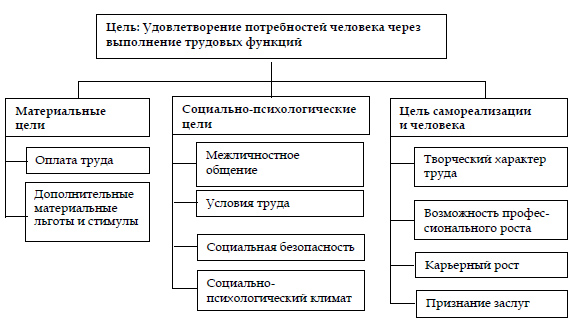 Цель: Удовлетворение потребностей человека через
выполнение трудовых функций
Материальные
цели
Оплата труда
Дополнительные
материальные
льготы и стимулы
Социально-психологические
цели
Межличностное
общение
Условия труда
Социальная безопасность
Социально-
психологический климат
Цель самореализации
и человека
Творческий характер
труда
Возможность профес-
сионального роста
Карьерный рост
Признание заслуг